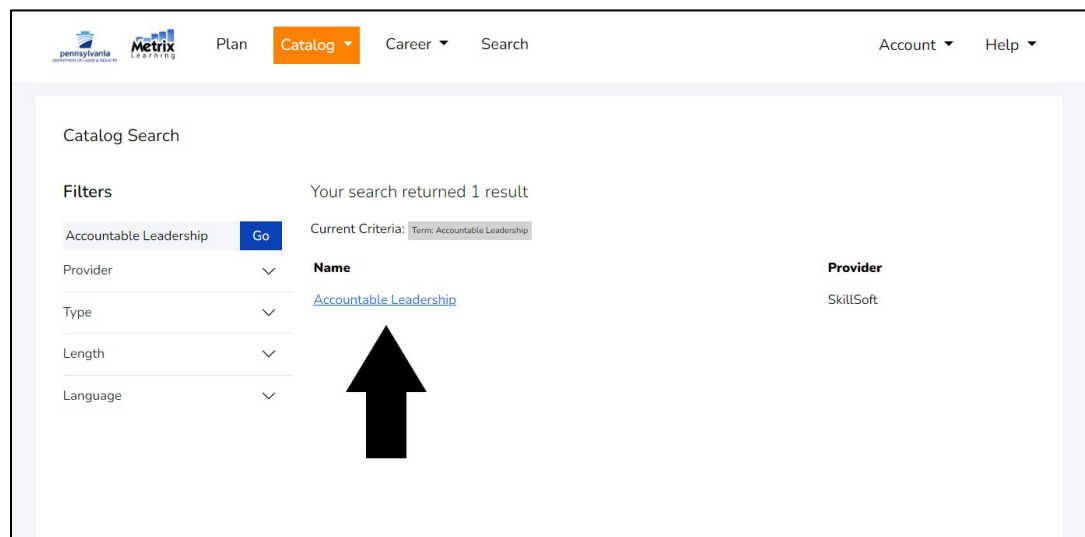 pennsylvania
DEPARTMENT OF LABOR & INDUSTRY
Metrix
Learning
Plan
Catalog
Career
Search
Account
Help
Catalog Search
Filters
Your search returned 1 result
Accountable Leadership
Go
Current Criteria: Term: Accountable Leadership
Provider
Name
Provider
Accountable Leadership
SkillSoft
Type
Length
Language